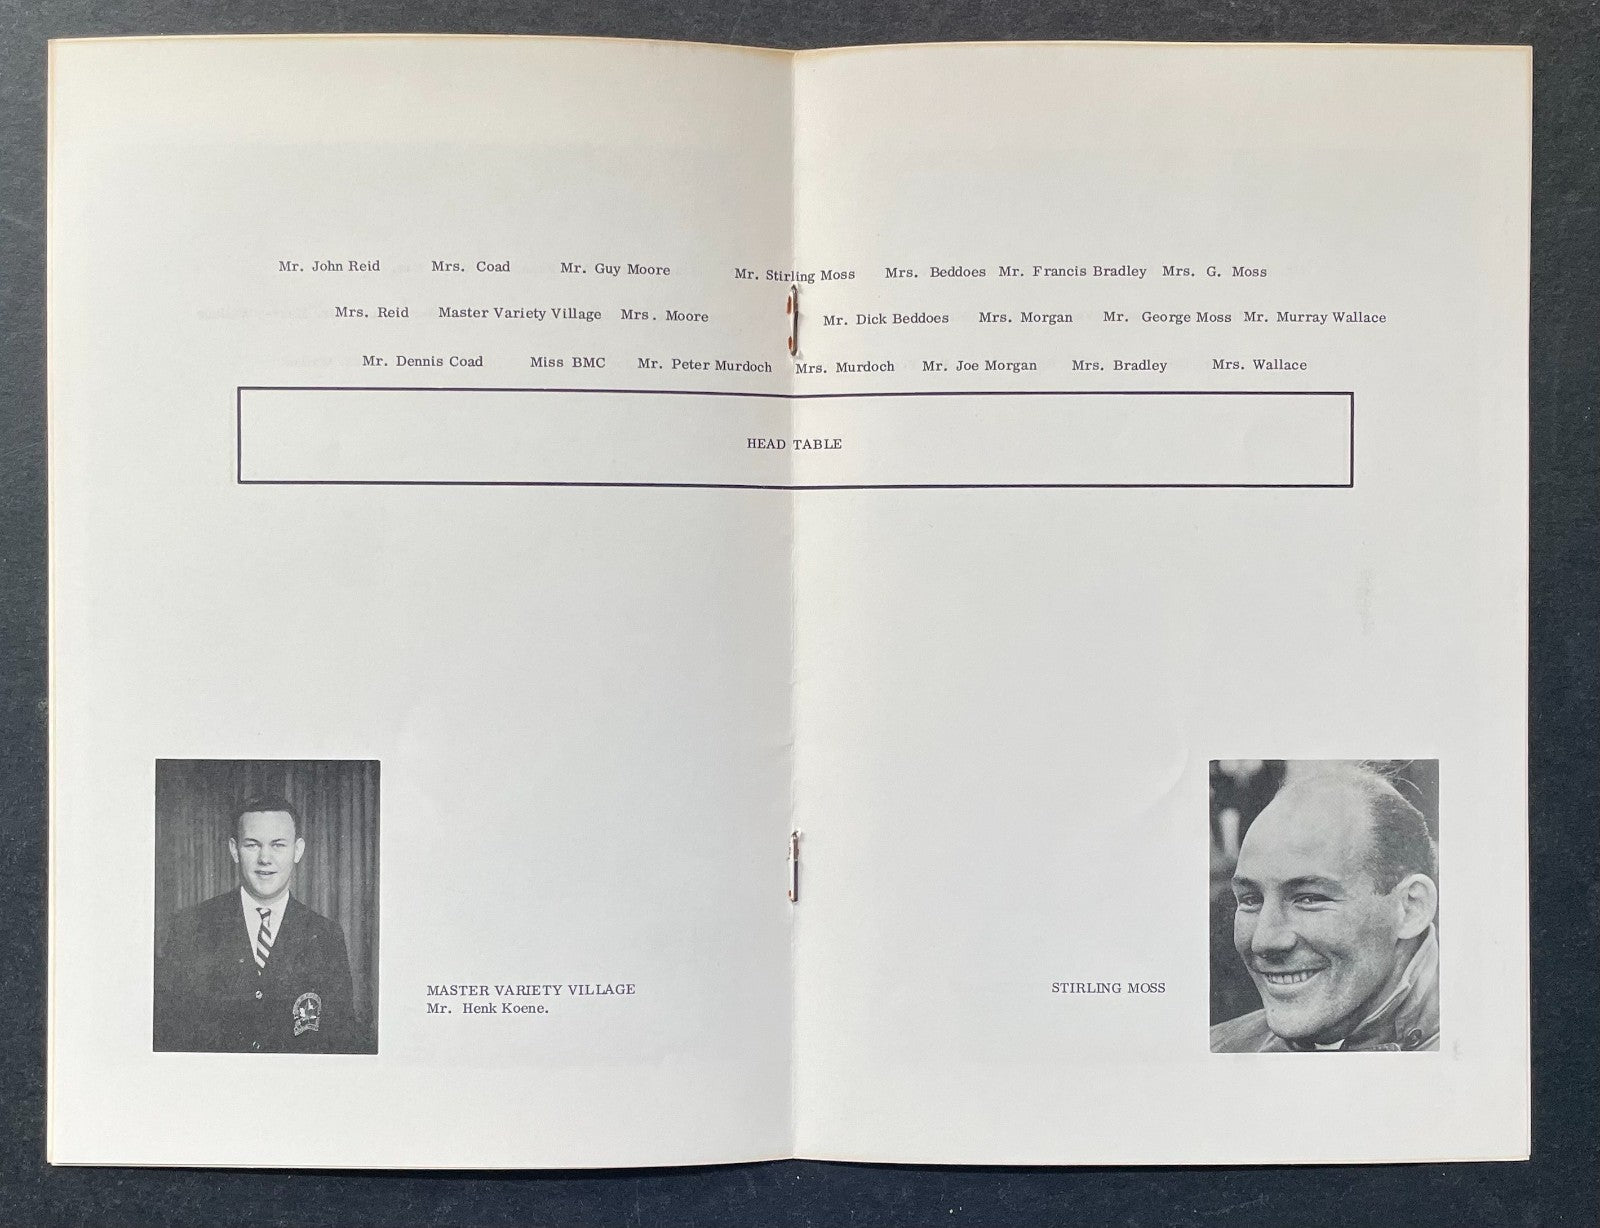 Mr. John Reid Mrs. Coad Mr. Guy Moore Mr. Stirling Moss Mrs. Beddoes Mr. Francis Bradley Mrs. G. Moss
Mrs. Reid Master Variety Village Mrs. Moore Mr. Dick Beddoes Mrs. Morgan Mr. George Moss Mr. Murray Wallace
Mr. Dennis Coad Miss BMC Mr. Peter Murdoch Mrs. Murdoch Mr. Joe Morgan Mrs. Bradley Mrs. Wallace
HEAD TABLE
MASTER VARIETY VILLAGE
Mr. Henk Koene.
STIRLING MOSS